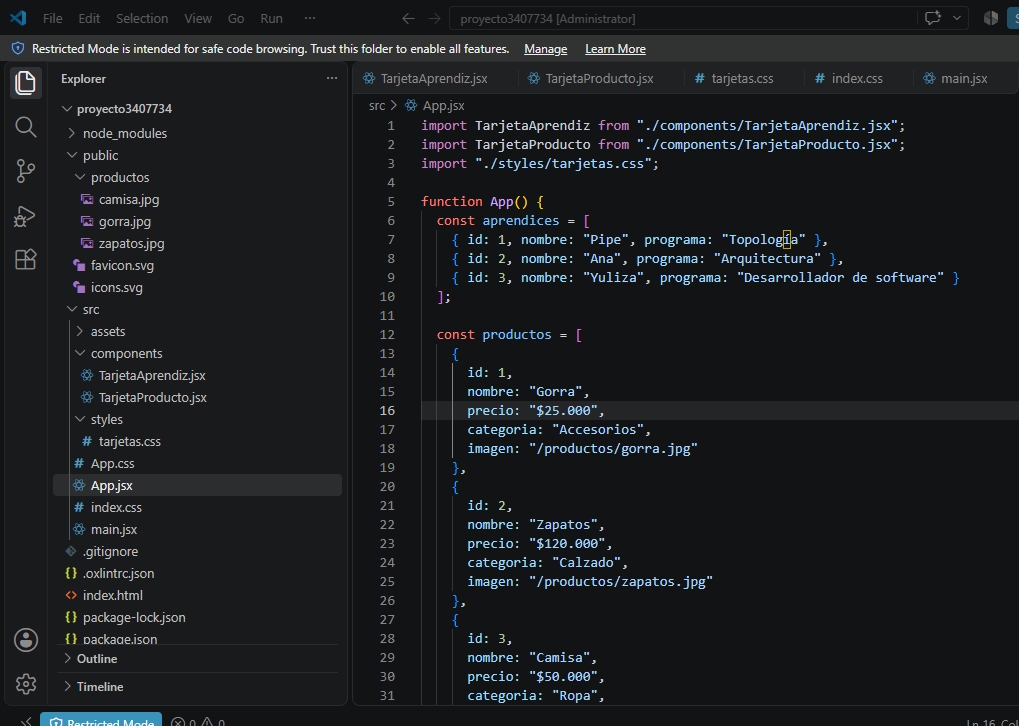 File Edit Selection View Go Run ···
proyecto3407734 [Administrator]
Restricted Mode is intended for safe code browsing. Trust this folder to enable all features. Manage Learn More
Explorer ···
proyecto3407734
node_modules
public
productos
camisa.jpg
gorra.jpg
zapatos.jpg
favicon.svg
icons.svg
src
assets
components
TarjetaAprendiz.jsx
TarjetaProducto.jsx
styles
# tarjetas.css
# App.css
App.jsx
# index.css
main.jsx
.gitignore
{} .oxlintrc.json
<> index.html
{} package-lock.json
{} package.json
Outline
Timeline
TarjetaAprendiz.jsx TarjetaProducto.jsx # tarjetas.css # index.css main.jsx
src > App.jsx
1 import TarjetaAprendiz from "./components/TarjetaAprendiz.jsx";
2 import TarjetaProducto from "./components/TarjetaProducto.jsx";
3 import "./styles/tarjetas.css";
4
5 function App() {
6 const aprendices = [
7 { id: 1, nombre: "Pipe", programa: "Topología" },
8 { id: 2, nombre: "Ana", programa: "Arquitectura" },
9 { id: 3, nombre: "Yuliza", programa: "Desarrollador de software" }
10 ];
11
12 const productos = [
13 {
14 id: 1,
15 nombre: "Gorra",
16 precio: "$25.000",
17 categoria: "Accesorios",
18 imagen: "/productos/gorra.jpg"
19 },
20 {
21 id: 2,
22 nombre: "Zapatos",
23 precio: "$120.000",
24 categoria: "Calzado",
25 imagen: "/productos/zapatos.jpg"
26 },
27 {
28 id: 3,
29 nombre: "Camisa",
30 precio: "$50.000",
31 categoria: "Ropa",
Restricted Mode 0 0 Ln 16, Col